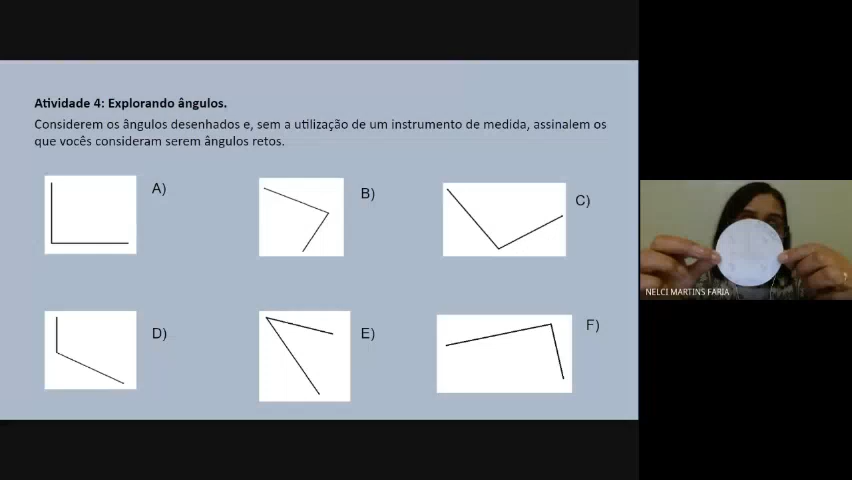 Atividade 4: Explorando ângulos.
Considerem os ângulos desenhados e, sem a utilização de um instrumento de medida, assinalem os
que vocês consideram serem ângulos retos.
A)
B)
C)
D)
E)
F)
NELCI MARTINS FARIA